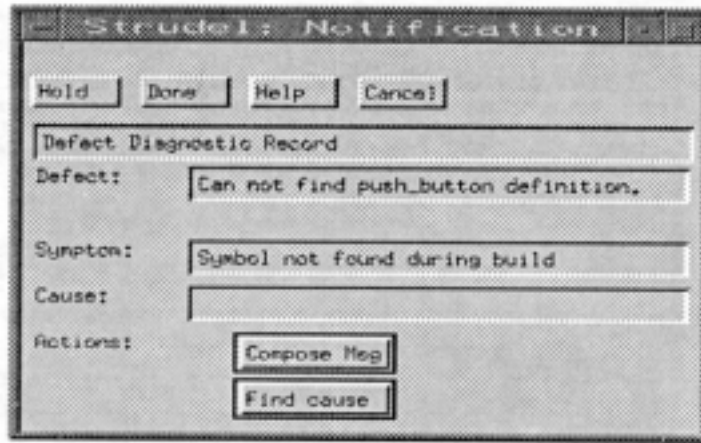 Strudel: Notification
Hold Done Help Cancel
Defect Diagnostic Record
Defect: Can not find push_button definition.
Symptom: Symbol not found during build
Cause:
Actions: Compose Msg
Find cause